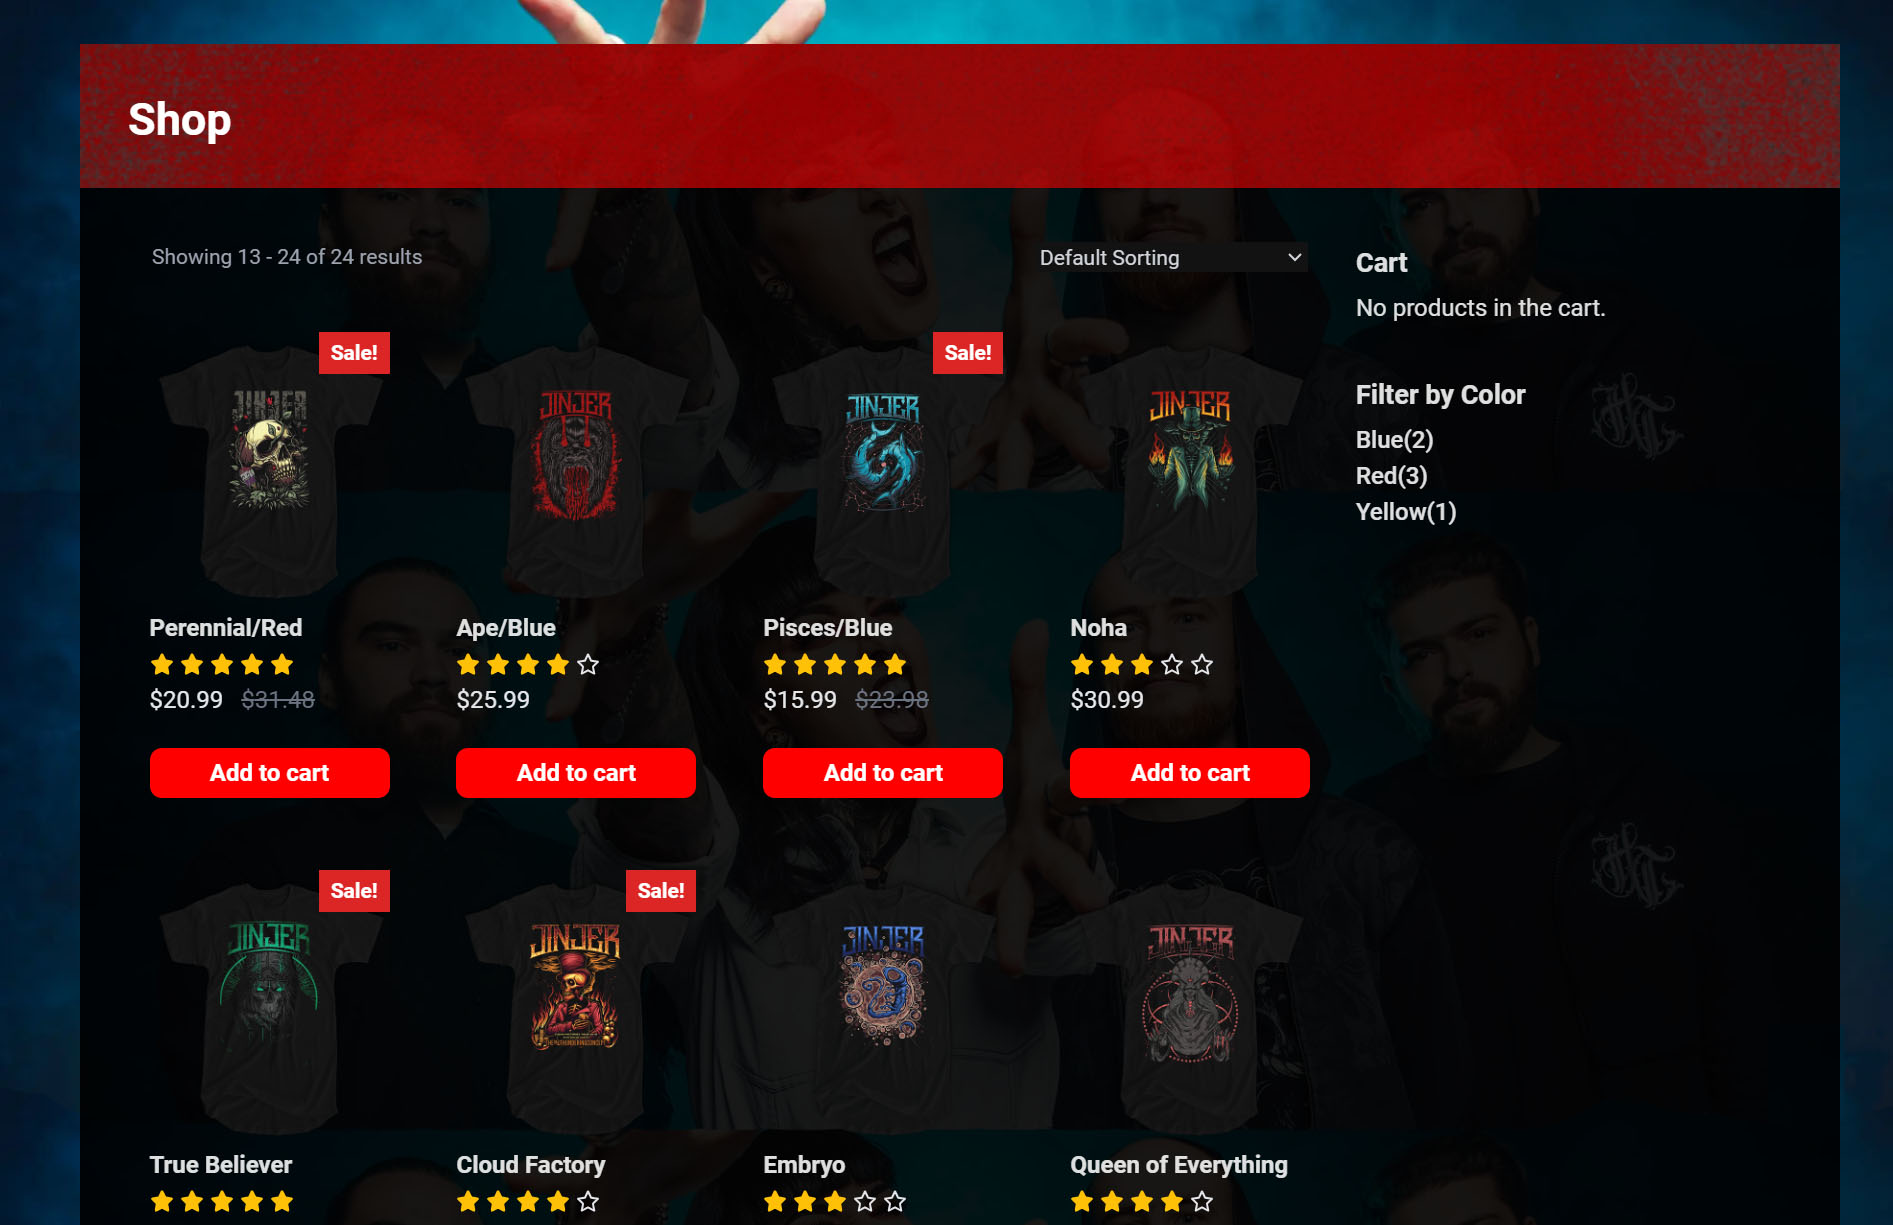 Shop
Showing 13 - 24 of 24 results
Default Sorting
Cart
No products in the cart.
Filter by Color
Blue(2)
Red(3)
Yellow(1)
Sale!
Sale!
JINJER
JINJER
JINJER
JINJER
Perennial/Red
Ape/Blue
Pisces/Blue
Noha
$20.99 $31.48
$25.99
$15.99 $23.98
$30.99
Add to cart
Add to cart
Add to cart
Add to cart
Sale!
Sale!
JINJER
JINJER
JINJER
JINJER
True Believer
Cloud Factory
Embryo
Queen of Everything